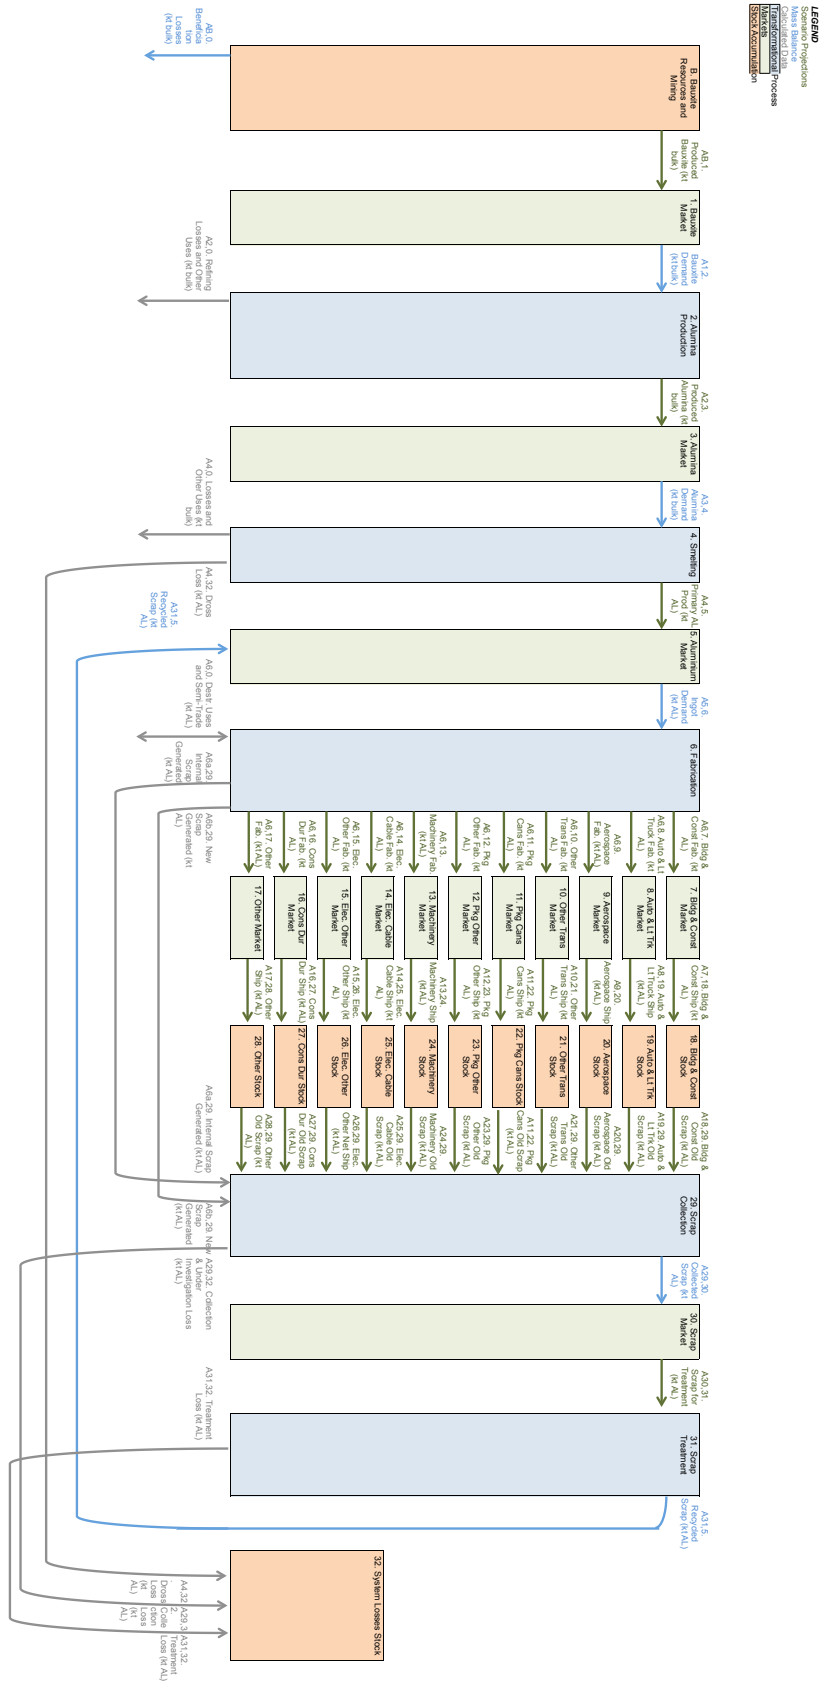 LEGEND
Scenario Projections
Mass Balance
Calculated Data
Transformational Process
Markets
Stock Accumulation
B. Bauxite
Resources and
Mining
AB,0.
Beneficia
tion
Losses
(kt bulk)
AB,1.
Produced
Bauxite (kt
bulk)
1. Bauxite
Market
A1,2.
Bauxite
Demand
(kt bulk)
A2,0. Refining
Losses and Other
Uses (kt bulk)
2. Alumina
Production
A2,3.
Produced
Alumina (kt
bulk)
3. Alumina
Market
A3,4.
Alumina
Demand
(kt bulk)
A4,0. Losses and
Other Uses (kt
bulk)
4. Smelting
A4,32. Dross
Loss (kt AL)
A4,5.
Primary AL
Prod (kt
AL)
A31,5.
Recycled
Scrap (kt
AL)
5. Aluminium
Market
A5,6.
Ingot
Demand
(kt AL)
A6,0. Destr. Uses
and Semi-Trade
(kt AL)
6. Fabrication
A6a,29.
Internal
Scrap
Generated
(kt AL)
A6b,29. New
Scrap
Generated (kt
AL)
A6,7. Bldg &
Const Fab. (kt
AL)
A6,8. Auto & Lt
Truck Fab. (kt
AL)
A6,9
Aerospace
Fab. (kt AL)
A6,10. Other
Trans Fab. (kt
AL)
A6,11. Pkg
Cans Fab. (kt
AL)
A6,12. Pkg
Other Fab. (kt
AL)
A6,13.
Machinery Fab.
(kt AL)
A6,14. Elec.
Cable Fab. (kt
AL)
A6,15. Elec.
Other Fab. (kt
AL)
A6,16. Cons
Dur Fab. (kt
AL)
A6,17. Other
Fab. (kt AL)
7. Bldg & Const
Market
8. Auto & Lt Trk
Market
9. Aerospace
Market
10. Other Trans
Market
11. Pkg Cans
Market
12. Pkg Other
Market
13. Machinery
Market
14. Elec. Cable
Market
15. Elec. Other
Market
16. Cons Dur
Market
17. Other Market
A7,18. Bldg &
Const Ship (kt
AL)
A8,19. Auto &
Lt Truck Ship
(kt AL)
A9,20
Aerospace Ship
(kt AL)
A10,21. Other
Trans Ship (kt
AL)
A11,22. Pkg
Cans Ship (kt
AL)
A12,23. Pkg
Other Ship (kt
AL)
A13,24.
Machinery Ship
(kt AL)
A14,25. Elec.
Cable Ship (kt
AL)
A15,26. Elec.
Other Ship (kt
AL)
A16,27. Cons
Dur Ship (kt AL)
A17,28. Other
Ship (kt AL)
18. Bldg & Const
Stock
19. Auto & Lt Trk
Stock
20. Aerospace
Stock
21. Other Trans
Stock
22. Pkg Cans Stock
23. Pkg Other
Stock
24. Machinery
Stock
25. Elec. Cable
Stock
26. Elec. Other
Stock
27. Cons Dur Stock
28. Other Stock
A18,29. Bldg &
Const Old
Scrap (kt AL)
A19,29. Auto &
Lt Trk Old
Scrap (kt AL)
A20,29.
Aerospace Old
Scrap (kt AL)
A21,29. Other
Trans Old
Scrap (kt AL)
A11,22. Pkg
Cans Old Scrap
(kt AL)
A21,29. Pkg
Other Old
Scrap (kt AL)
A24,29.
Machinery Old
Scrap (kt AL)
A25,29. Elec.
Cable Old
Scrap (kt AL)
A26,29. Elec.
Other Net Ship
(kt AL)
A27,29. Cons
Dur Old Scrap
(kt AL)
A28,29. Other
Old Scrap (kt
AL)
A6a,29. Internal Scrap
Generated (kt AL)
A6b,29. New
Scrap
Generated
(kt AL)
29. Scrap
Collection
A29,32. Collection
& Under
Investigation Loss
(kt AL)
A29,30.
Collected
Scrap (kt
AL)
30. Scrap
Market
A30,31.
Scrap for
Treatment
(kt AL)
A31,32. Treatment
Loss (kt AL)
31. Scrap
Treatment
A31,5.
Recycled
Scrap (kt AL)
32. System Losses Stock
A4,32.
Dross
Loss
(kt
AL)
A29,3
2.
Colle
ction
Loss
(kt
AL)
A31,32.
Treatment
Loss (kt AL)